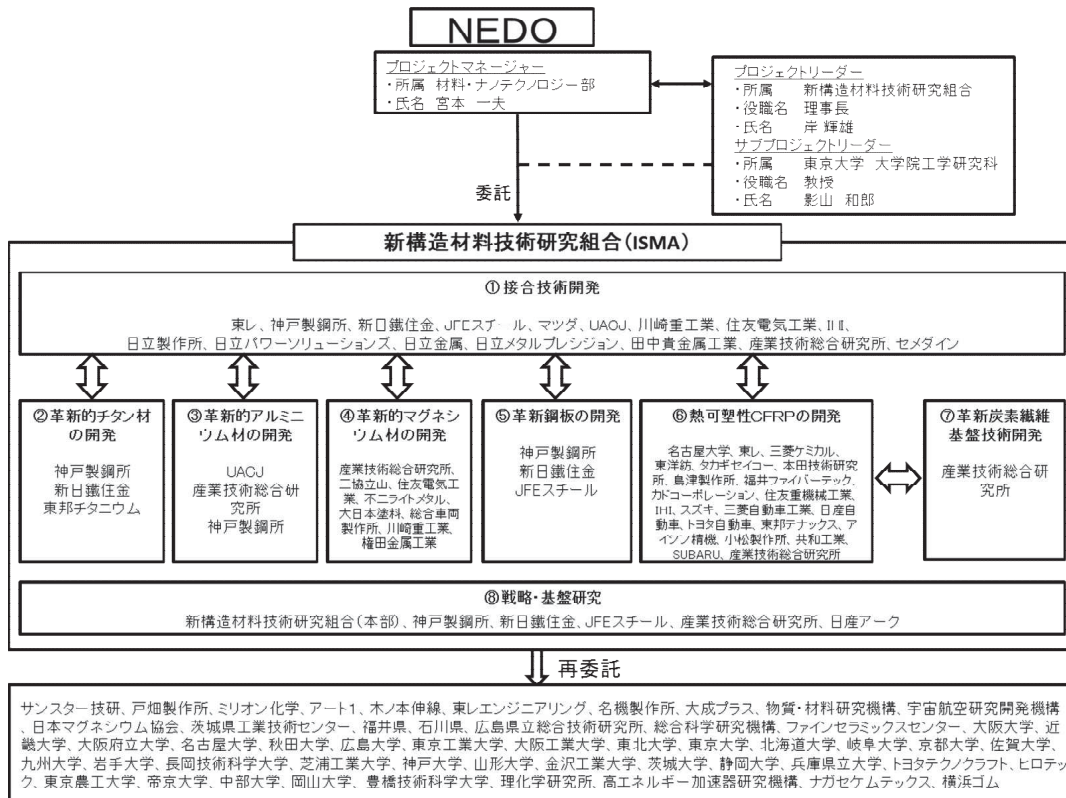 NEDO
プロジェクトマネージャー
・所属 材料・ナノテクノロジー部
・氏名 宮本 一夫
プロジェクトリーダー
・所属 新構造材料技術研究組合
・役職名 理事長
・氏名 岸 輝雄
サブプロジェクトリーダー
・所属 東京大学 大学院工学研究科
・役職名 教授
・氏名 影山 和郎
委託
新構造材料技術研究組合(ISMA)
①接合技術開発
東レ、神戸製鋼所、新日鐵住金、JFEスチール、マツダ、UACJ、川崎重工業、住友電気工業、IHI、
日立製作所、日立パワーソリューションズ、日立金属、日立メタルプレシジョン、田中貴金属工業、産業技術総合研究所、セメダイン
②革新的チタン材
の開発
神戸製鋼所
新日鐵住金
東邦チタニウム
③革新的アルミニ
ウム材の開発
UACJ
産業技術総合研
究所
神戸製鋼所
④革新的マグネシ
ウム材の開発
産業技術総合研究所、
三協立山、住友電気工
業、不二ライトメタル、
大日本塗料、総合車両
製作所、川崎重工業、
権田金属工業
⑤革新鋼板の開発
神戸製鋼所
新日鐵住金
JFEスチール
⑥熱可塑性CFRPの開発
名古屋大学、東レ、三菱ケミカル、
東洋紡、タカギセイコー、本田技術研究
所、島津製作所、福井ファイバーテック、
カドコーポレーション、住友重機械工業、
IHI、スズキ、三菱自動車工業、日産自
動車、トヨタ自動車、東邦テナックス、ア
イシン精機、小松製作所、共和工業、
SUBARU、産業技術総合研究所
⑦革新炭素繊維
基盤技術開発
産業技術総合研
究所
⑧戦略・基盤研究
新構造材料技術研究組合(本部)、神戸製鋼所、新日鐵住金、JFEスチール、産業技術総合研究所、日産アーク
再委託
サンスター技研、戸畑製作所、ミリオン化学、アート1、木ノ本伸線、東レエンジニアリング、名機製作所、大成プラス、物質・材料研究機構、宇宙航空研究開発機構
、日本マグネシウム協会、茨城県工業技術センター、福井県、石川県、広島県立総合技術研究所、総合科学研究機構、ファインセラミックスセンター、大阪大学、近
畿大学、大阪府立大学、名古屋大学、秋田大学、広島大学、東京工業大学、大阪工業大学、東北大学、東京大学、北海道大学、岐阜大学、京都大学、佐賀大学、
九州大学、岩手大学、長岡技術科学大学、芝浦工業大学、神戸大学、山形大学、金沢工業大学、茨城大学、静岡大学、兵庫県立大学、トヨタテクノクラフト、ヒロテッ
ク、東京農工大学、帝京大学、中部大学、岡山大学、豊橋技術科学大学、理化学研究所、高エネルギー加速器研究機構、ナガセケムテックス、横浜ゴム